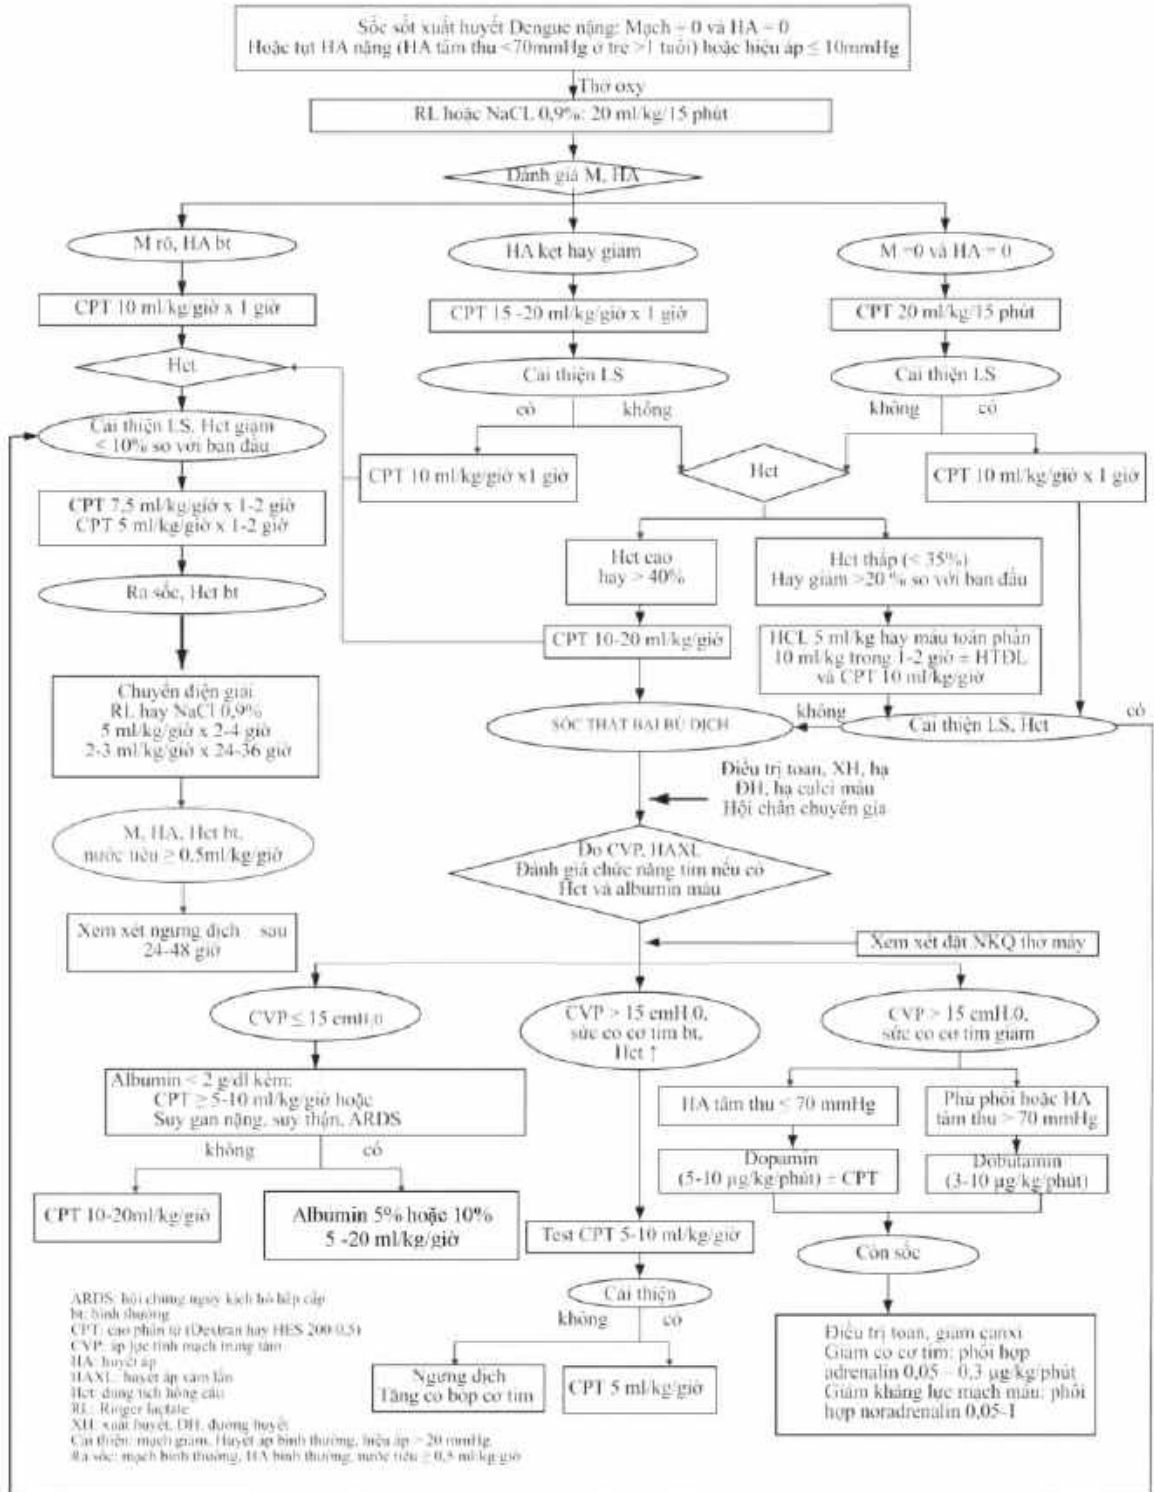 Sốc sốt xuất huyết Dengue nặng: Mạch = 0 và HA = 0
Hoặc tụt HA nặng (HA tâm thu <70mmHg ở trẻ >1 tuổi) hoặc hiệu áp ≤ 10mmHg
Thở oxy
RL hoặc NaCL 0,9%: 20 ml/kg/15 phút
Đánh giá M, HA
M rõ, HA bt
HA kẹt hay giảm
M =0 và HA = 0
CPT 10 ml/kg/giờ x 1 giờ
CPT 15 -20 ml/kg/giờ x 1 giờ
CPT 20 ml/kg/15 phút
Hct
Cải thiện LS
Cải thiện LS
có
không
không
có
Cải thiện LS, Hct giảm
≤ 10% so với ban đầu
CPT 10 ml/kg/giờ x1 giờ
Hct
CPT 10 ml/kg/giờ x 1 giờ
CPT 7,5 ml/kg/giờ x 1-2 giờ
CPT 5 ml/kg/giờ x 1-2 giờ
Hct cao
hay > 40%
Hct thấp (< 35%)
Hay giảm >20 % so với ban đầu
Ra sốc, Hct bt
CPT 10-20 ml/kg/giờ
HCL 5 ml/kg hay máu toàn phần
10 ml/kg trong 1-2 giờ ± HTĐL
và CPT 10 ml/kg/giờ
Chuyển điện giải
RL hay NaCl 0,9%
5 ml/kg/giờ x 2-4 giờ
2-3 ml/kg/giờ x 24-36 giờ
SỐC THẤT BẠI BÙ DỊCH
không
Cải thiện LS, Hct
có
Điều trị toan, XH, hạ
ĐH, hạ calci máu
Hội chẩn chuyên gia
M, HA, Hct bt,
nước tiểu ≥ 0.5ml/kg/giờ
Đo CVP, HAXL
Đánh giá chức năng tim nếu có
Hct và albumin máu
Xem xét ngưng dịch sau
24-48 giờ
Xem xét đặt NKQ thở máy
CVP ≤ 15 cmH2o
CVP > 15 cmH.0,
sức co cơ tim bt,
Hct ↑
CVP > 15 cmH.0,
sức co cơ tim giảm
Albumin < 2 g/dl kèm:
CPT ≥ 5-10 ml/kg/giờ hoặc
Suy gan nặng, suy thận, ARDS
HA tâm thu ≤ 70 mmHg
Phù phổi hoặc HA
tâm thu > 70 mmHg
không
có
Dopamin
(5-10 µg/kg/phút) ± CPT
Dobutamin
(3-10 µg/kg/phút)
CPT 10-20ml/kg/giờ
Albumin 5% hoặc 10%
5 -20 ml/kg/giờ
Test CPT 5-10 ml/kg/giờ
Còn sốc
Cải thiện
không
có
Ngưng dịch
Tăng co bóp cơ tim
CPT 5 ml/kg/giờ
Điều trị toan, giảm canxi
Giảm co cơ tim: phối hợp
adrenalin 0,05 – 0,3 µg/kg/phút
Giảm kháng lực mạch máu: phối
hợp noradrenalin 0,05-1
ARDS: hội chứng nguy kịch hô hấp cấp
bt: bình thường
CPT: cao phân tử (Dextran hay HES 200 0,5)
CVP: áp lực tĩnh mạch trung tâm
HA: huyết áp
HAXL: huyết áp xâm lấn
Hct: dung tích hồng cầu
RL: Ringer lactate
XH: xuất huyết, ĐH: đường huyết
Cải thiện: mạch giảm, Huyết áp bình thường, hiệu áp > 20 mmHg
Ra sốc: mạch bình thường, HA bình thường, nước tiểu ≥ 0,5 ml/kg/giờ